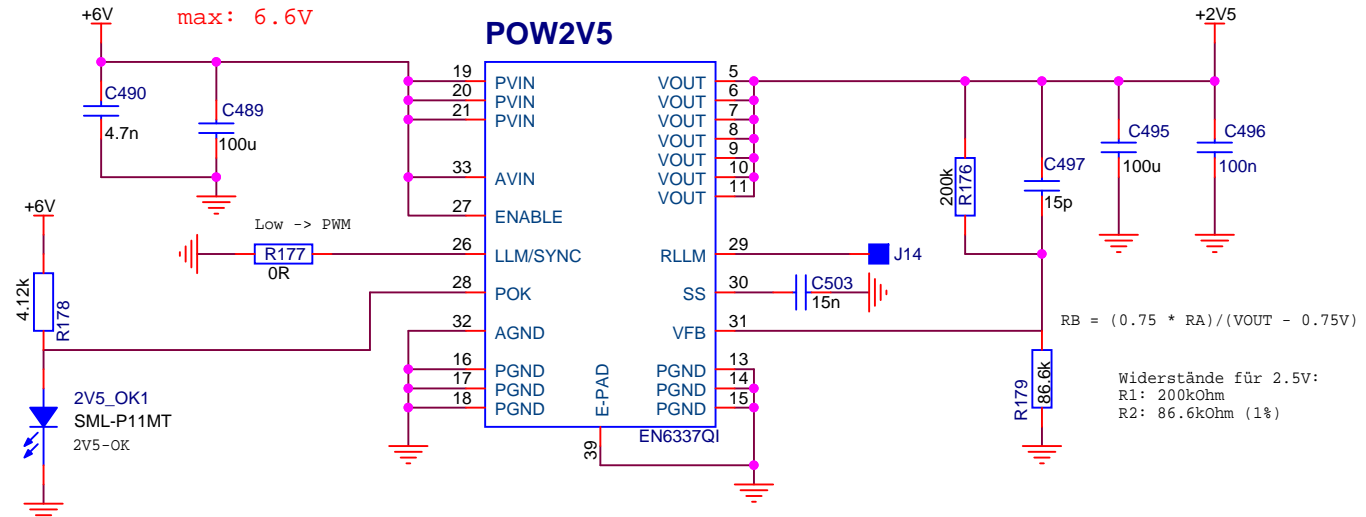 +6V
max: 6.6V
POW2V5
+2V5
C490
4.7n
C489
100u
19 PVIN
20 PVIN
21 PVIN
33 AVIN
27 ENABLE
26 LLM/SYNC
28 POK
32 AGND
16 PGND
17 PGND
18 PGND
VOUT 5
VOUT 6
VOUT 7
VOUT 8
VOUT 9
VOUT 10
VOUT 11
RLLM 29
SS 30
VFB 31
PGND 13
PGND 14
PGND 15
E-PAD
39
EN6337QI
+6V
Low -> PWM
R177
0R
4.12k
R178
2V5_OK1
SML-P11MT
2V5-OK
200k
R176
C497
15p
C495
100u
C496
100n
J14
C503
15n
RB = (0.75 * RA)/(VOUT - 0.75V)
R179
86.6k
Widerstände für 2.5V:
R1: 200kOhm
R2: 86.6kOhm (1%)